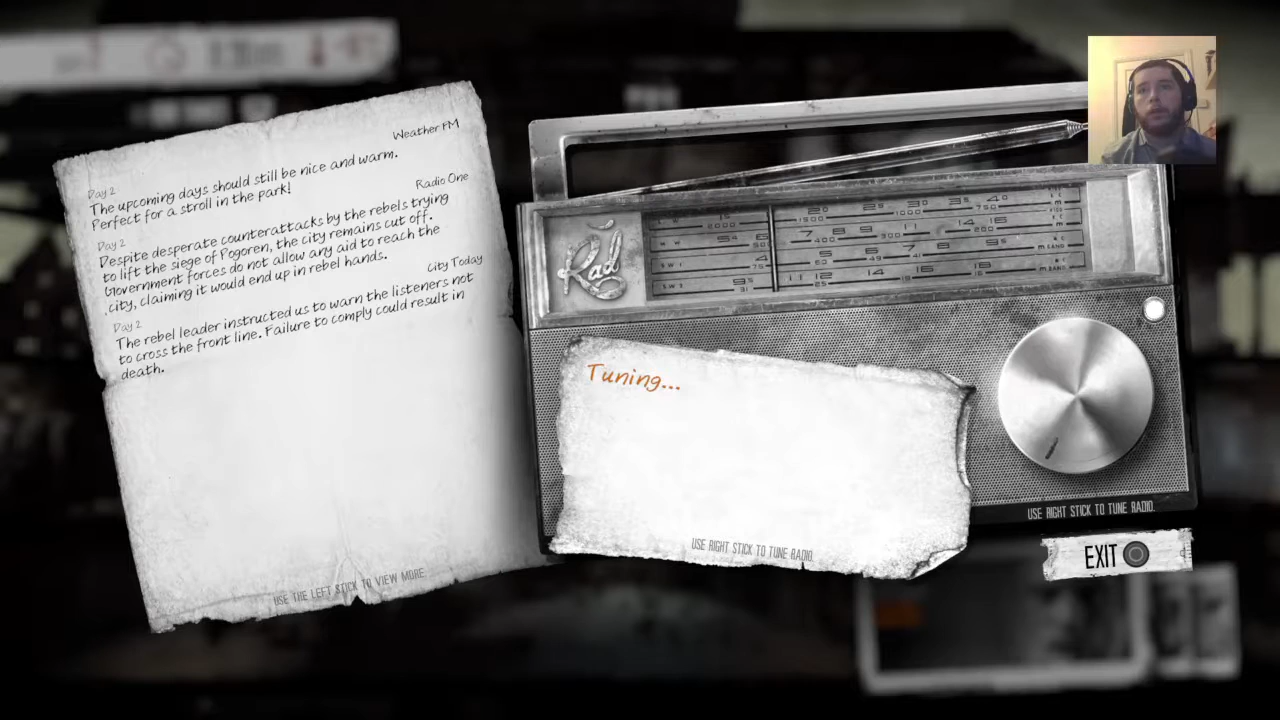 Weather FM
Day 2
The upcoming days should still be nice and warm.
Perfect for a stroll in the park!
Radio One
Day 2
Despite desperate counterattacks by the rebels trying
to lift the siege of Pogoren, the city remains cut off.
Government forces do not allow any aid to reach the
city, claiming it would end up in rebel hands.
City Today
Day 2
The rebel leader instructed us to warn the listeners not
to cross the front line. Failure to comply could result in
death.
USE THE LEFT STICK TO VIEW MORE
Rad
Tuning...
USE RIGHT STICK TO TUNE RADIO.
USE RIGHT STICK TO TUNE RADIO.
EXIT